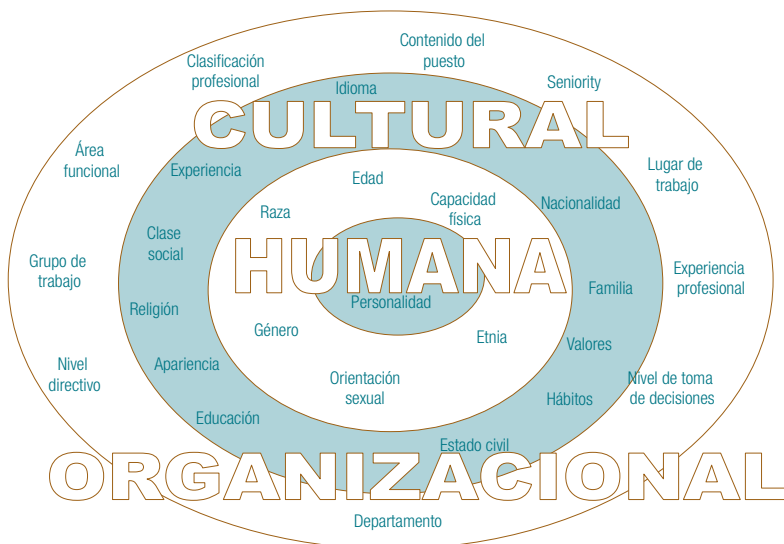 Contenido del
puesto
Clasificación
profesional
Seniority
Idioma
CULTURAL
Área
funcional
Experiencia
Edad
Lugar de
trabajo
Capacidad
física
Nacionalidad
Raza
Clase
social
HUMANA
Grupo de
trabajo
Experiencia
profesional
Familia
Personalidad
Religión
Género
Etnia
Valores
Nivel
directivo
Apariencia
Orientación
sexual
Nivel de toma
de decisiones
Hábitos
Educación
Estado civil
ORGANIZACIONAL
Departamento